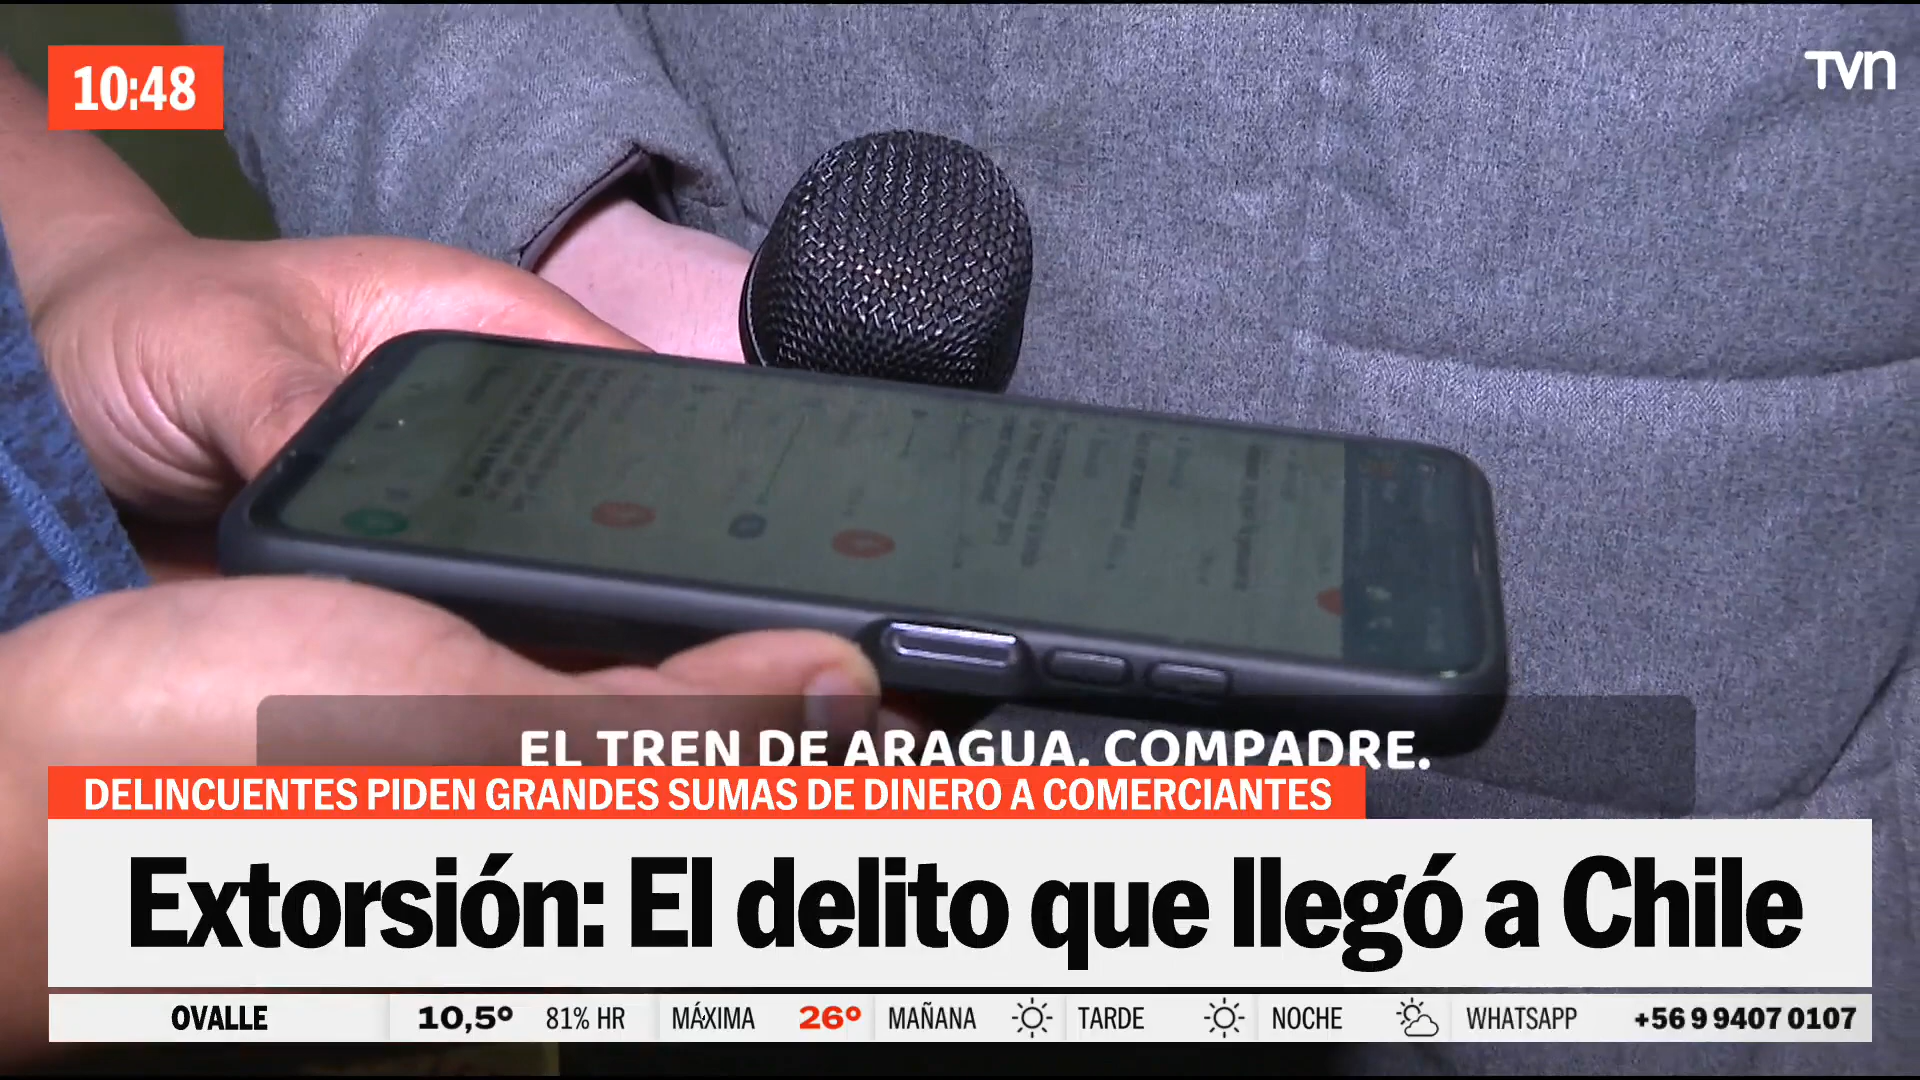 10:48
TVN
EL TREN DE ARAGUA, COMPADRE.
DELINCUENTES PIDEN GRANDES SUMAS DE DINERO A COMERCIANTES
Extorsión: El delito que llegó a Chile
OVALLE 10,5° 81% HR MÁXIMA 26° MAÑANA TARDE NOCHE WHATSAPP +56 9 9407 0107